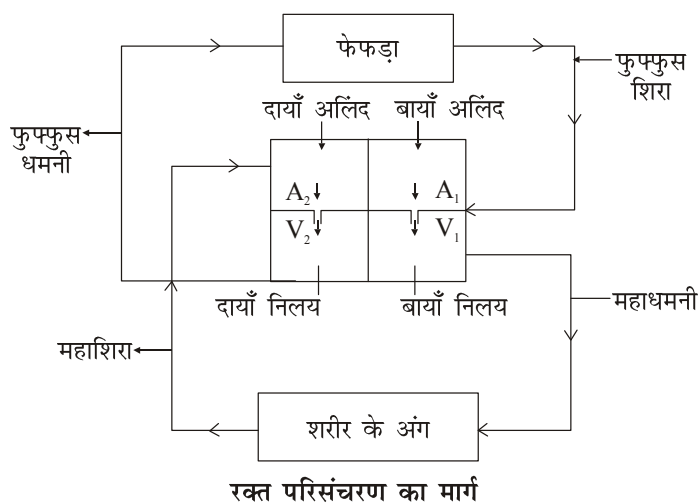 फेफड़ा
फुफ्फुस
शिरा
दायाँ अलिंद
बायाँ अलिंद
फुफ्फुस
धमनी
A₂
A₁
V₂
V₁
दायाँ निलय
बायाँ निलय
महाधमनी
महाशिरा
शरीर के अंग
रक्त परिसंचरण का मार्ग